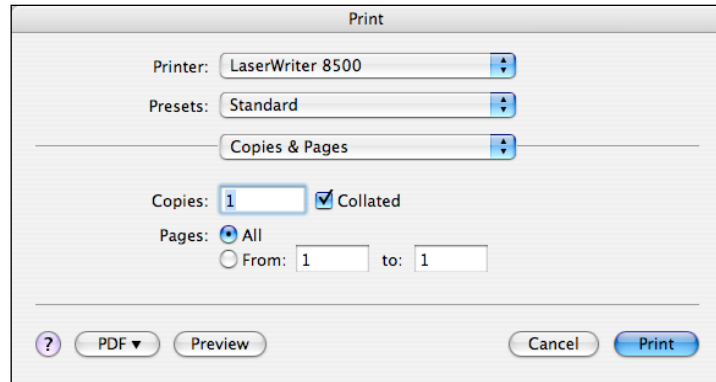 Print
Printer: LaserWriter 8500
Presets: Standard
Copies & Pages
Copies: 1 Collated
Pages: All
From: 1 to: 1
? PDF ▼ Preview Cancel Print